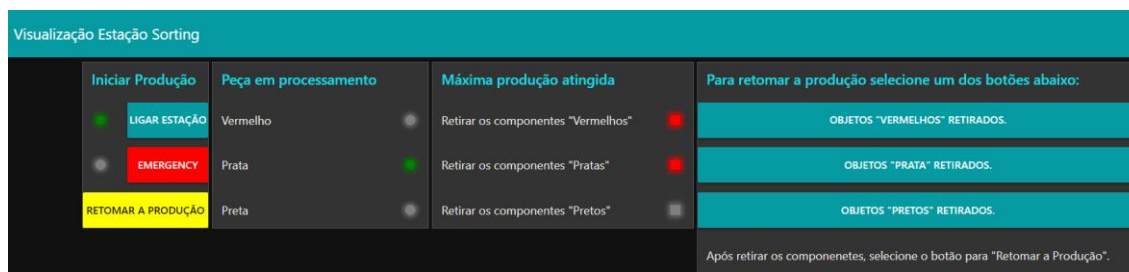 Visualização Estação Sorting
Iniciar Produção
LIGAR ESTAÇÃO
EMERGENCY
RETOMAR A PRODUÇÃO
Peça em processamento
Vermelho
Prata
Preta
Máxima produção atingida
Retirar os componentes "Vermelhos"
Retirar os componentes "Pratas"
Retirar os componentes "Pretos"
Para retomar a produção selecione um dos botões abaixo:
OBJETOS "VERMELHOS" RETIRADOS.
OBJETOS "PRATA" RETIRADOS.
OBJETOS "PRETOS" RETIRADOS.
Após retirar os componenetes, selecione o botão para "Retomar a Produção".